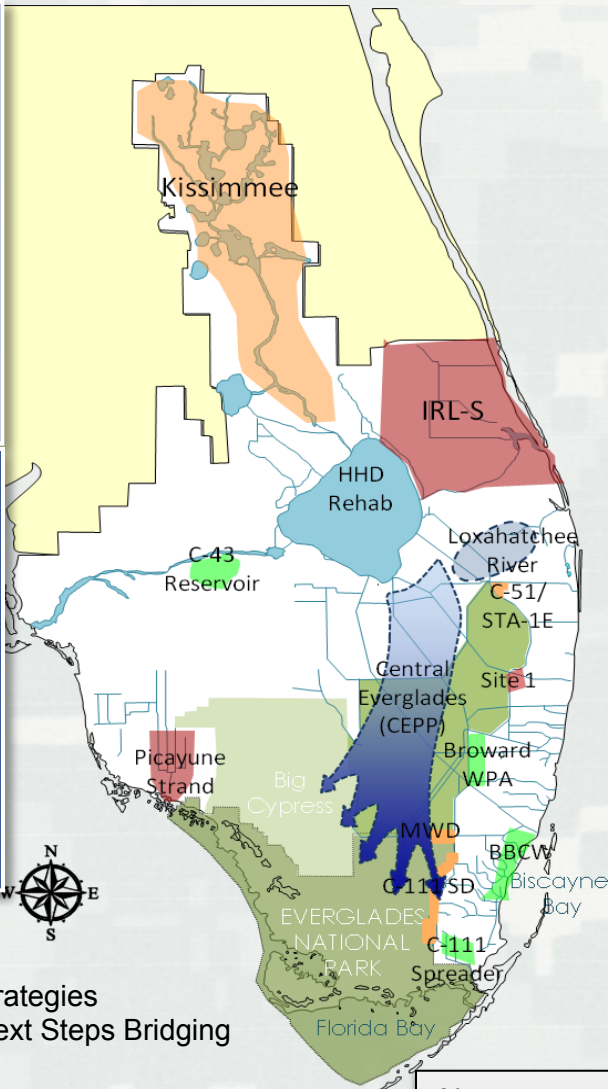 Kissimmee
IRL-S
HHD
Rehab
Loxahatchee
River
C-43
Reservoir
C-51/
STA-1E
Central
Everglades
(CEPP)
Site 1
Picayune
Strand
Big
Cypress
Broward
WPA
MWD
BBCW
C-111 SD
Biscayne
Bay
N
W
E
S
EVERGLADES
NATIONAL
PARK
C-111
Spreader
rategies
ext Steps Bridging
Florida Bay